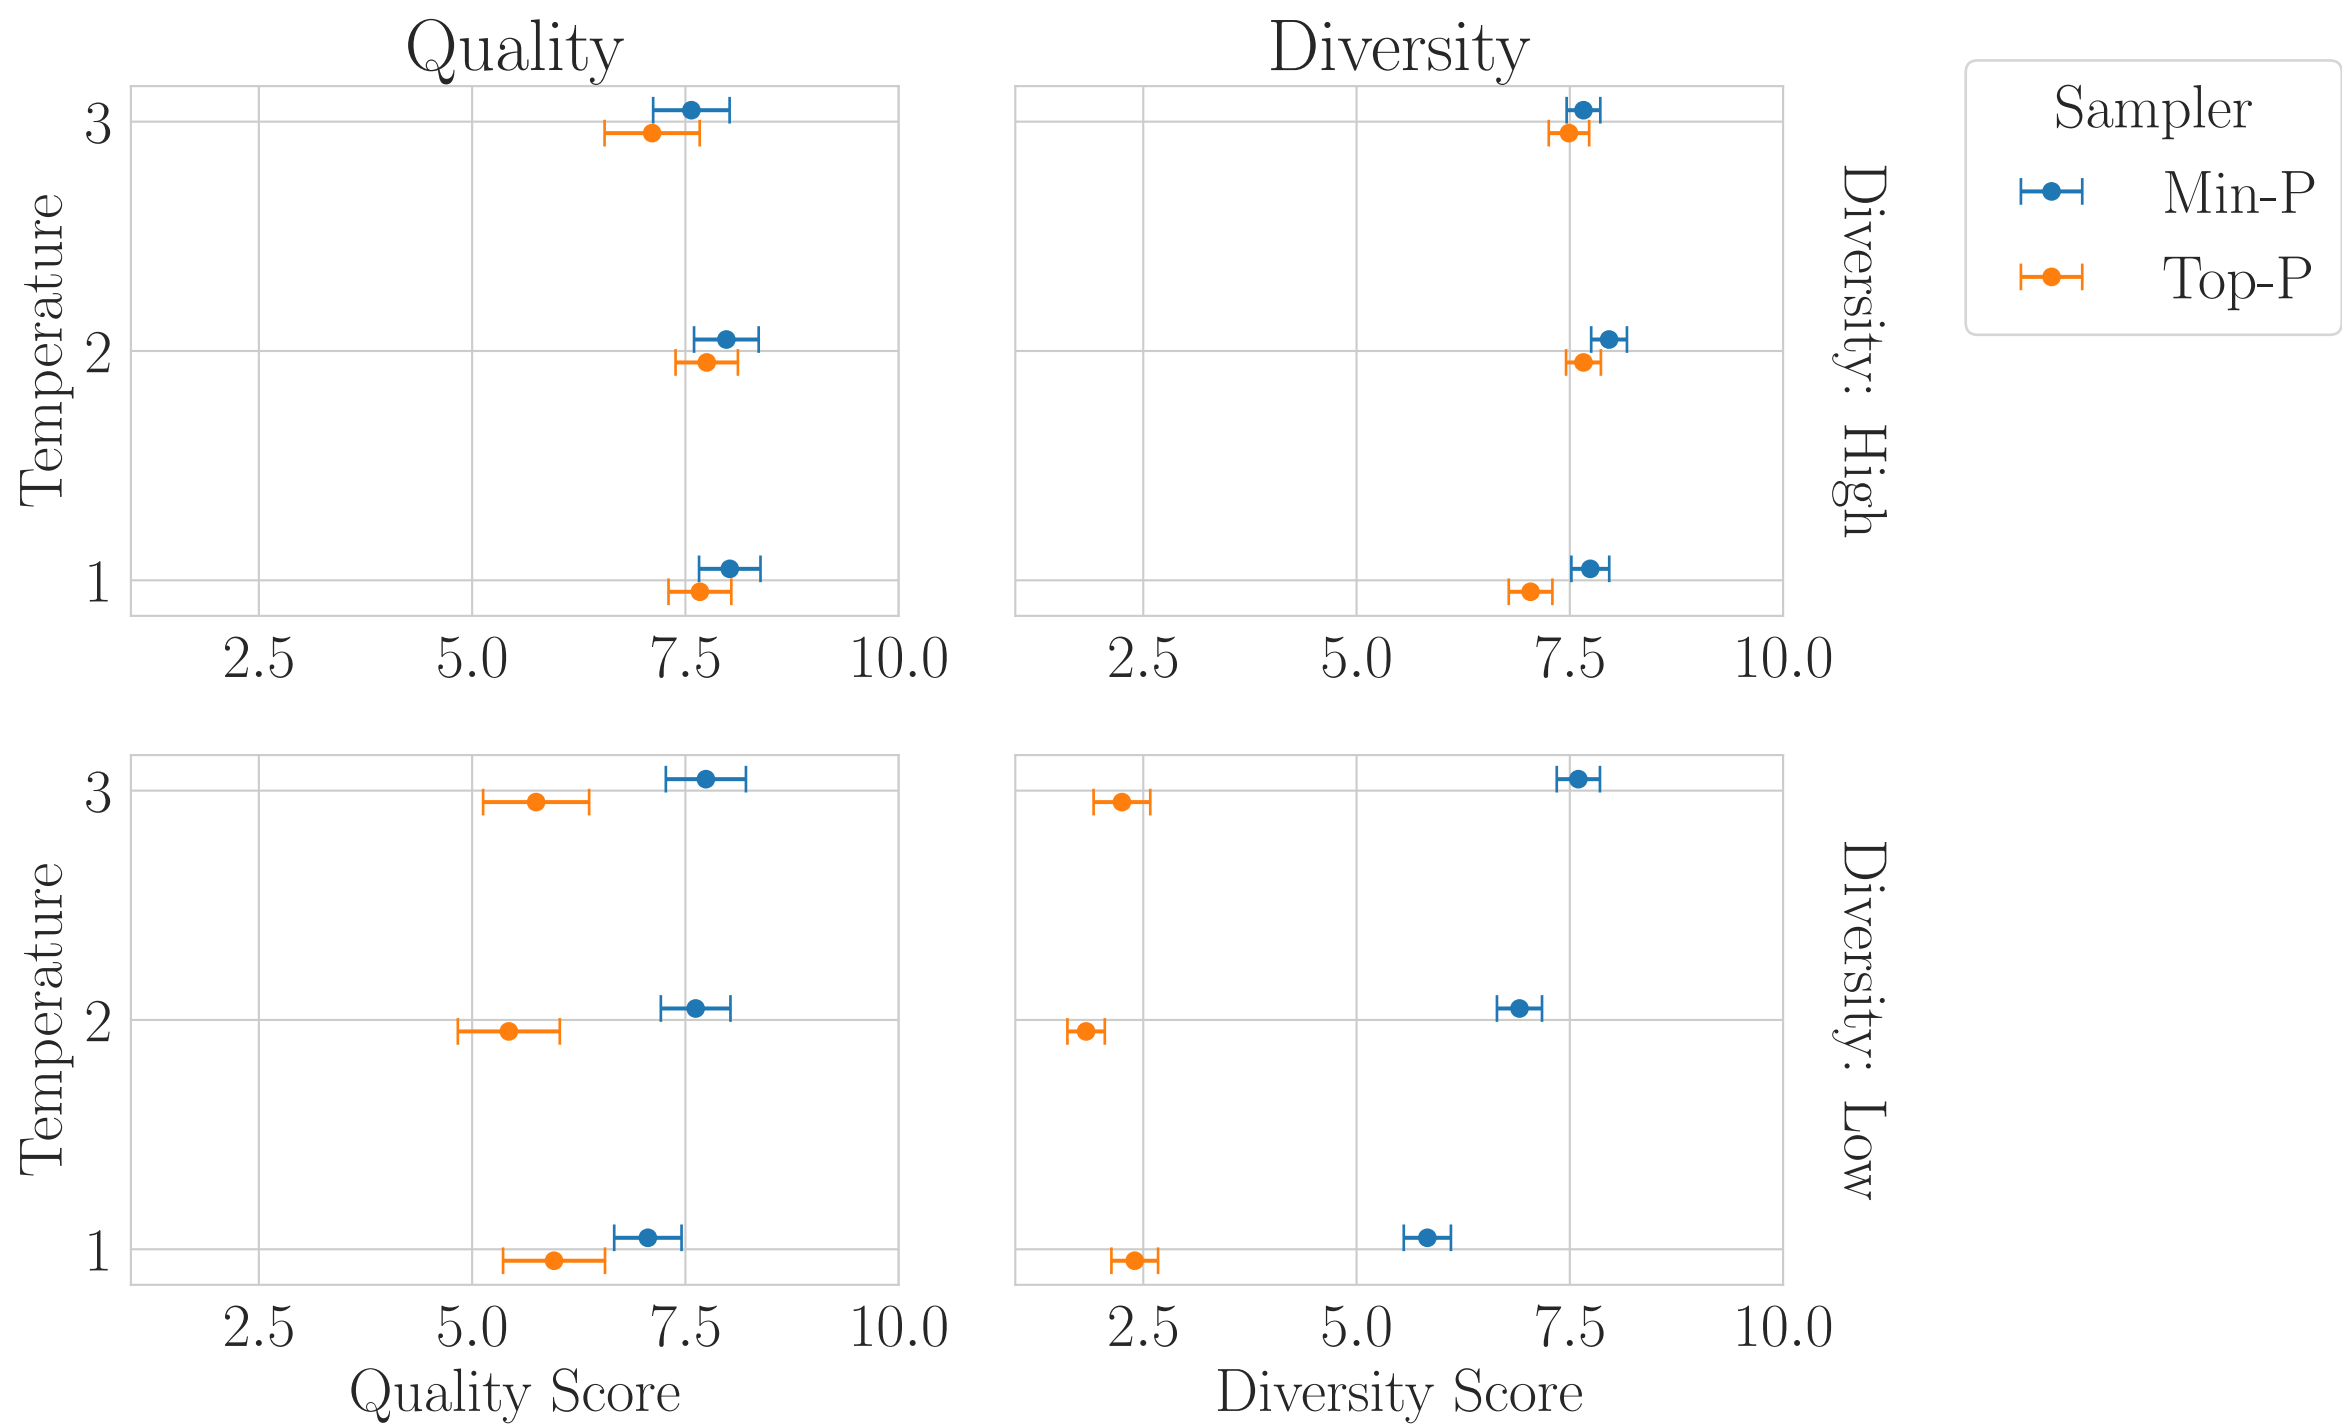 Quality
Diversity
Sampler
Min-P
Top-P
Temperature
3
2
1
2.5 5.0 7.5 10.0
2.5 5.0 7.5 10.0
Diversity: High
Temperature
3
2
1
2.5 5.0 7.5 10.0
2.5 5.0 7.5 10.0
Diversity: Low
Quality Score
Diversity Score